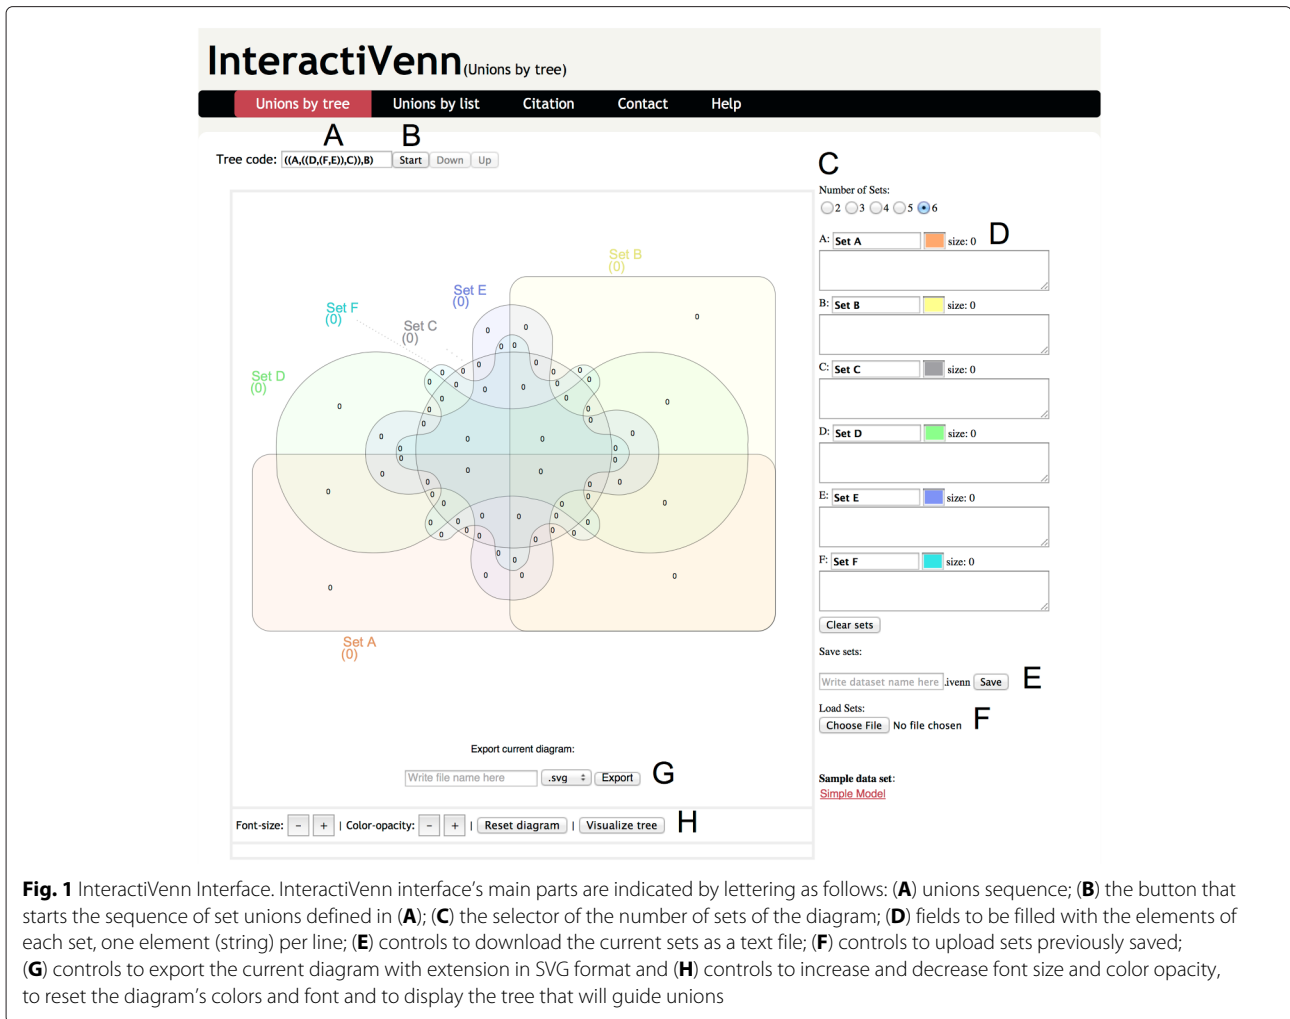 InteractiVenn(Unions by tree)
Unions by tree Unions by list Citation Contact Help
A B
Tree code: ((A,((D,(F,E)),C)),B) Start Down Up
C
Number of Sets:
2 3 4 5 6
A: Set A size: 0 D
B: Set B size: 0
C: Set C size: 0
D: Set D size: 0
E: Set E size: 0
F: Set F size: 0
Clear sets
Save sets:
Write dataset name here .ivenn Save E
Load Sets:
Choose File No file chosen F
Sample data set:
Simple Model
Set B
(0)
Set E
(0)
Set F
(0)
Set C
(0)
Set D
(0)
Set A
(0)
Export current diagram:
Write file name here .svg Export G
Font-size: - + | Color-opacity: - + | Reset diagram | Visualize tree H
Fig. 1 InteractiVenn Interface. InteractiVenn interface's main parts are indicated by lettering as follows: (A) unions sequence; (B) the button that
starts the sequence of set unions defined in (A); (C) the selector of the number of sets of the diagram; (D) fields to be filled with the elements of
each set, one element (string) per line; (E) controls to download the current sets as a text file; (F) controls to upload sets previously saved;
(G) controls to export the current diagram with extension in SVG format and (H) controls to increase and decrease font size and color opacity,
to reset the diagram's colors and font and to display the tree that will guide unions